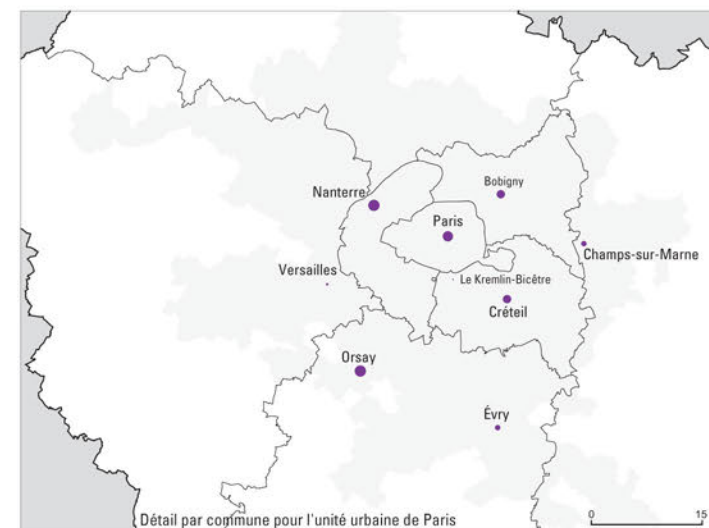 Bobigny
Nanterre
Paris
Champs-sur-Marne
Versailles
Le Kremlin-Bicêtre
Créteil
Orsay
Évry
Détail par commune pour l'unité urbaine de Paris
0 15